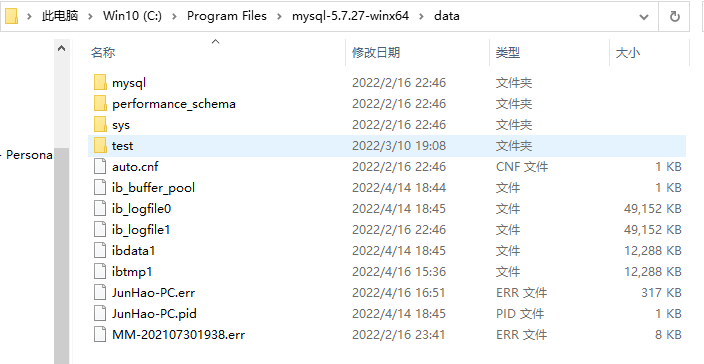 此电脑 > Win10 (C:) > Program Files > mysql-5.7.27-winx64 > data
名称 修改日期 类型 大小
mysql 2022/2/16 22:46 文件夹
performance_schema 2022/2/16 22:46 文件夹
sys 2022/2/16 22:46 文件夹
- Persona test 2022/3/10 19:08 文件夹
auto.cnf 2022/2/16 22:46 CNF 文件 1 KB
ib_buffer_pool 2022/4/14 18:44 文件 1 KB
ib_logfile0 2022/4/14 18:45 文件 49,152 KB
ib_logfile1 2022/2/16 22:46 文件 49,152 KB
ibdata1 2022/4/14 18:45 文件 12,288 KB
ibtmp1 2022/4/16 15:36 文件 12,288 KB
JunHao-PC.err 2022/4/16 16:51 ERR 文件 317 KB
JunHao-PC.pid 2022/4/14 18:45 PID 文件 1 KB
MM-202107301938.err 2022/2/16 23:41 ERR 文件 8 KB